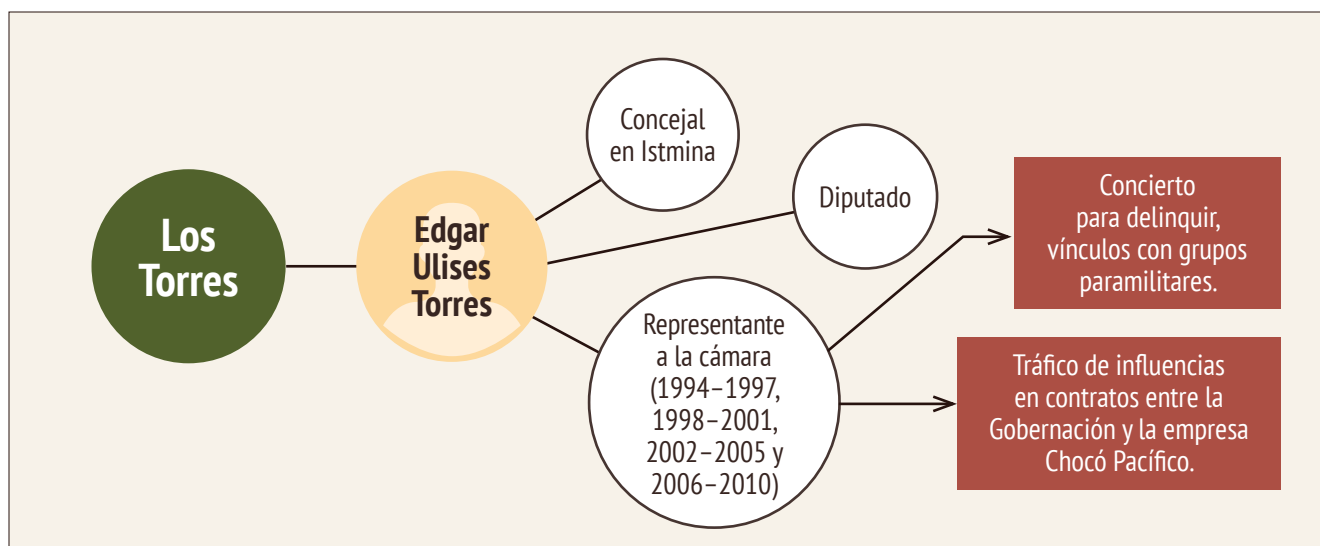 Los
Torres
Edgar
Ulises
Torres
Concejal
en Istmina
Diputado
Representante
a la cámara
(1994–1997,
1998–2001,
2002–2005 y
2006–2010)
Concierto
para delinquir,
vínculos con grupos
paramilitares.
Tráfico de influencias
en contratos entre la
Gobernación y la empresa
Chocó Pacífico.